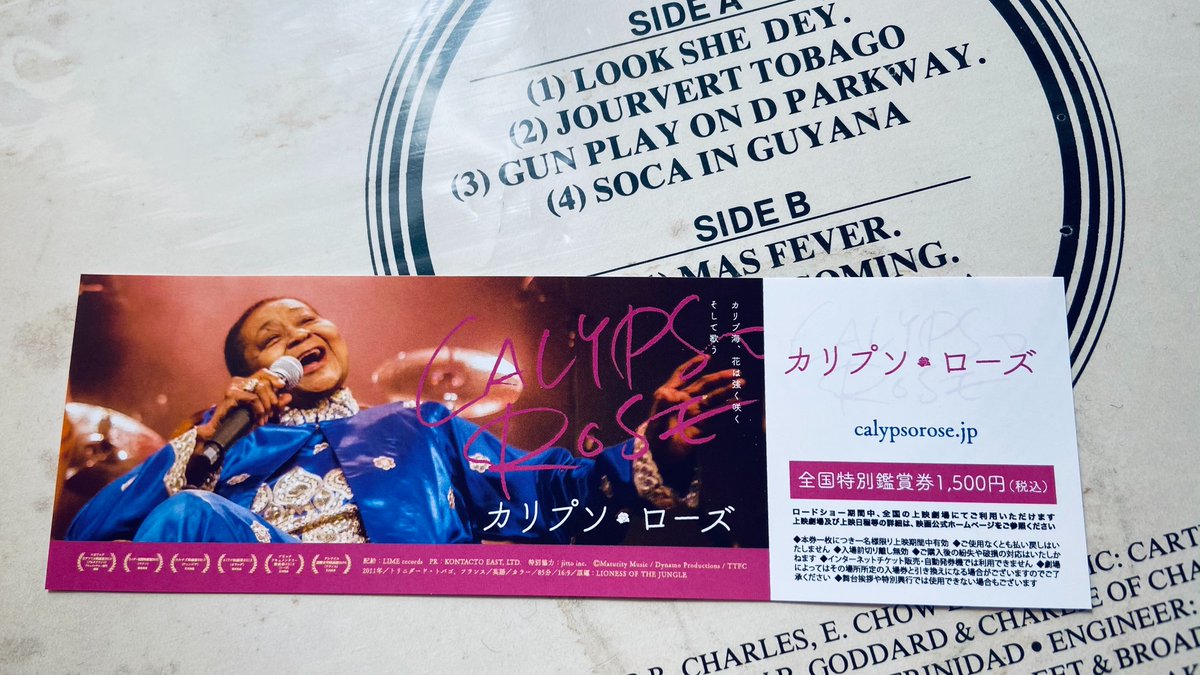 SIDE A
(1) LOOK SHE DEY.
(2) JOURVERT TOBAGO
(3) GUN PLAY ON D PARKWAY.
(4) SOCA IN GUYANA
SIDE B
MAS FEVER.
COMING.
カリブ海、花は強く咲く
そして歌う
CALYPSO
ROSE
カリプソ・ローズ
配給:LIME records PR:KONTACTO EAST, LTD. 特別協力:jitto inc. ©Maturity Music / Dynamo Productions / TTFC
2011年/トリニダード・トバゴ、フランス/英語/カラー/85分/16:9/原題:LIONESS OF THE JUNGLE
カリプソ・ローズ
calypsorose.jp
全国特別鑑賞券1,500円(税込)
ロードショー期間中、全国の上映劇場にてご利用いただけます
上映劇場及び上映日程等の詳細は、映画公式ホームページをご参照ください
◆本券一枚につき一名様限り上映期間中有効 ◆ご使用なくとも払い戻しはい
たしません ◆入場前切り離し無効 ◆ご購入後の紛失や破損の対応はいたしか
ねます ◆インターネットチケット販売・自動発券機では利用できません ◆劇場
によってはその場所所定の入場券と引き換えになる場合がございますのでご了
承ください ◆舞台挨拶や特別興行では使用できない場合もございます
IC: CART
R. CHARLES, E. CHOW
R. GODDARD & CHARLIE OF CHA
TRINIDAD • ENGINEER:
EET & BROAD